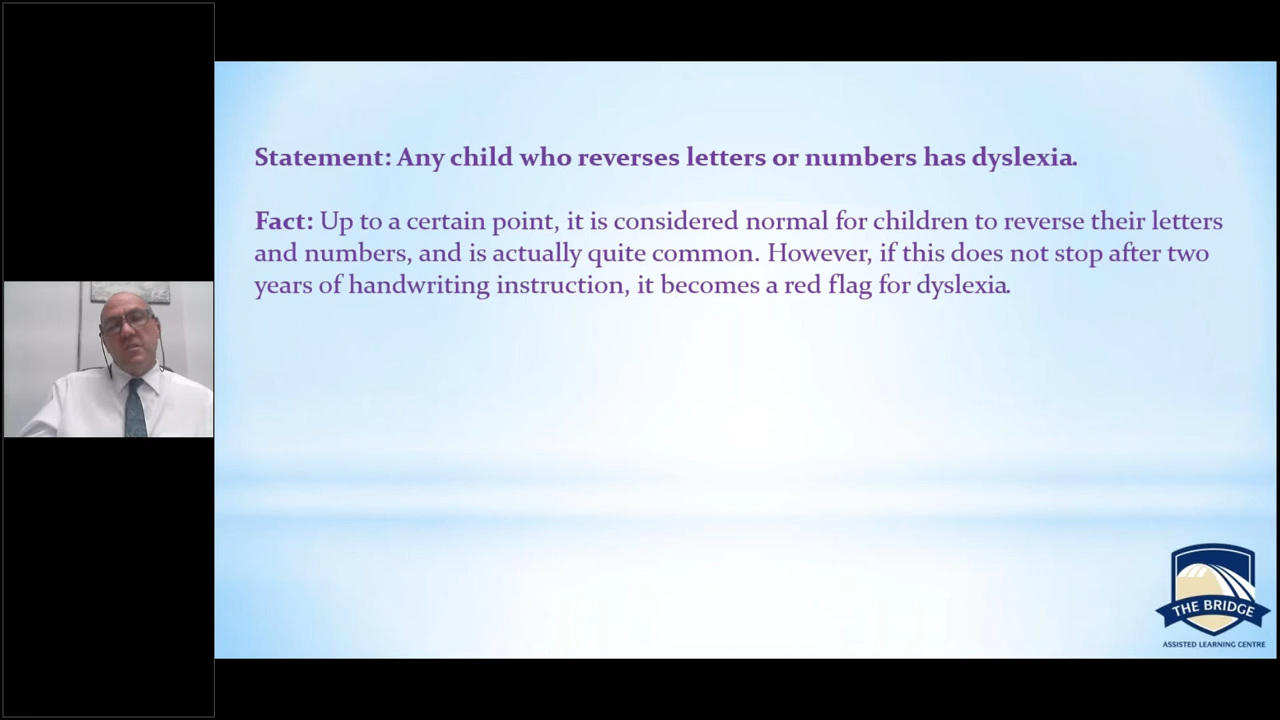 Statement: Any child who reverses letters or numbers has dyslexia.
Fact: Up to a certain point, it is considered normal for children to reverse their letters
and numbers, and is actually quite common. However, if this does not stop after two
years of handwriting instruction, it becomes a red flag for dyslexia.
THE BRIDGE
ASSISTED LEARNING CENTRE